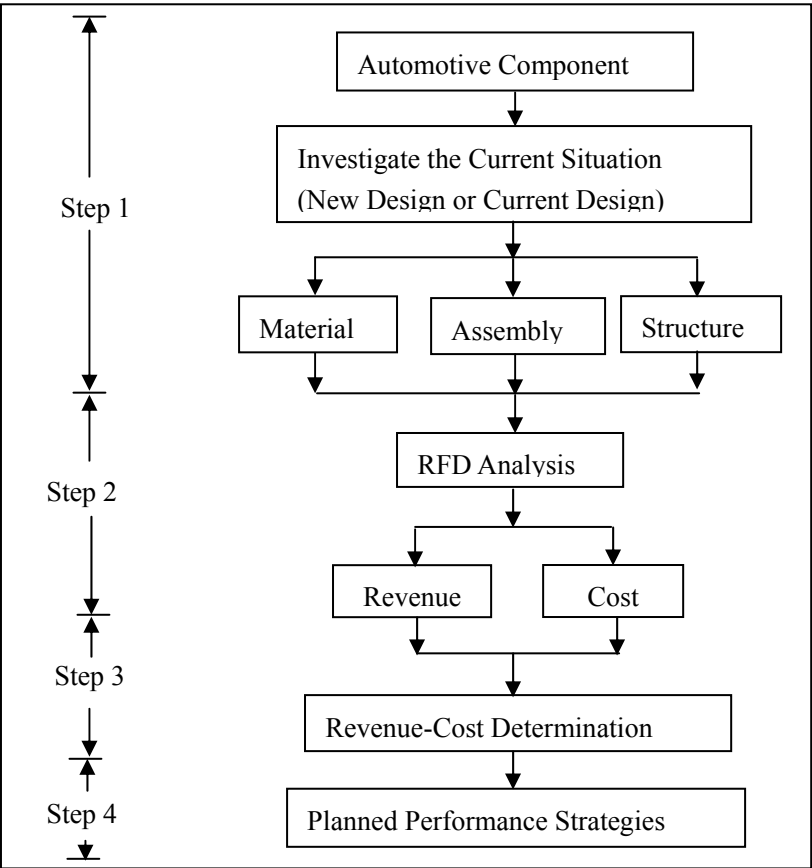 Automotive Component
Investigate the Current Situation
(New Design or Current Design)
Step 1
Material
Assembly
Structure
RFD Analysis
Step 2
Revenue
Cost
Step 3
Revenue-Cost Determination
Step 4
Planned Performance Strategies